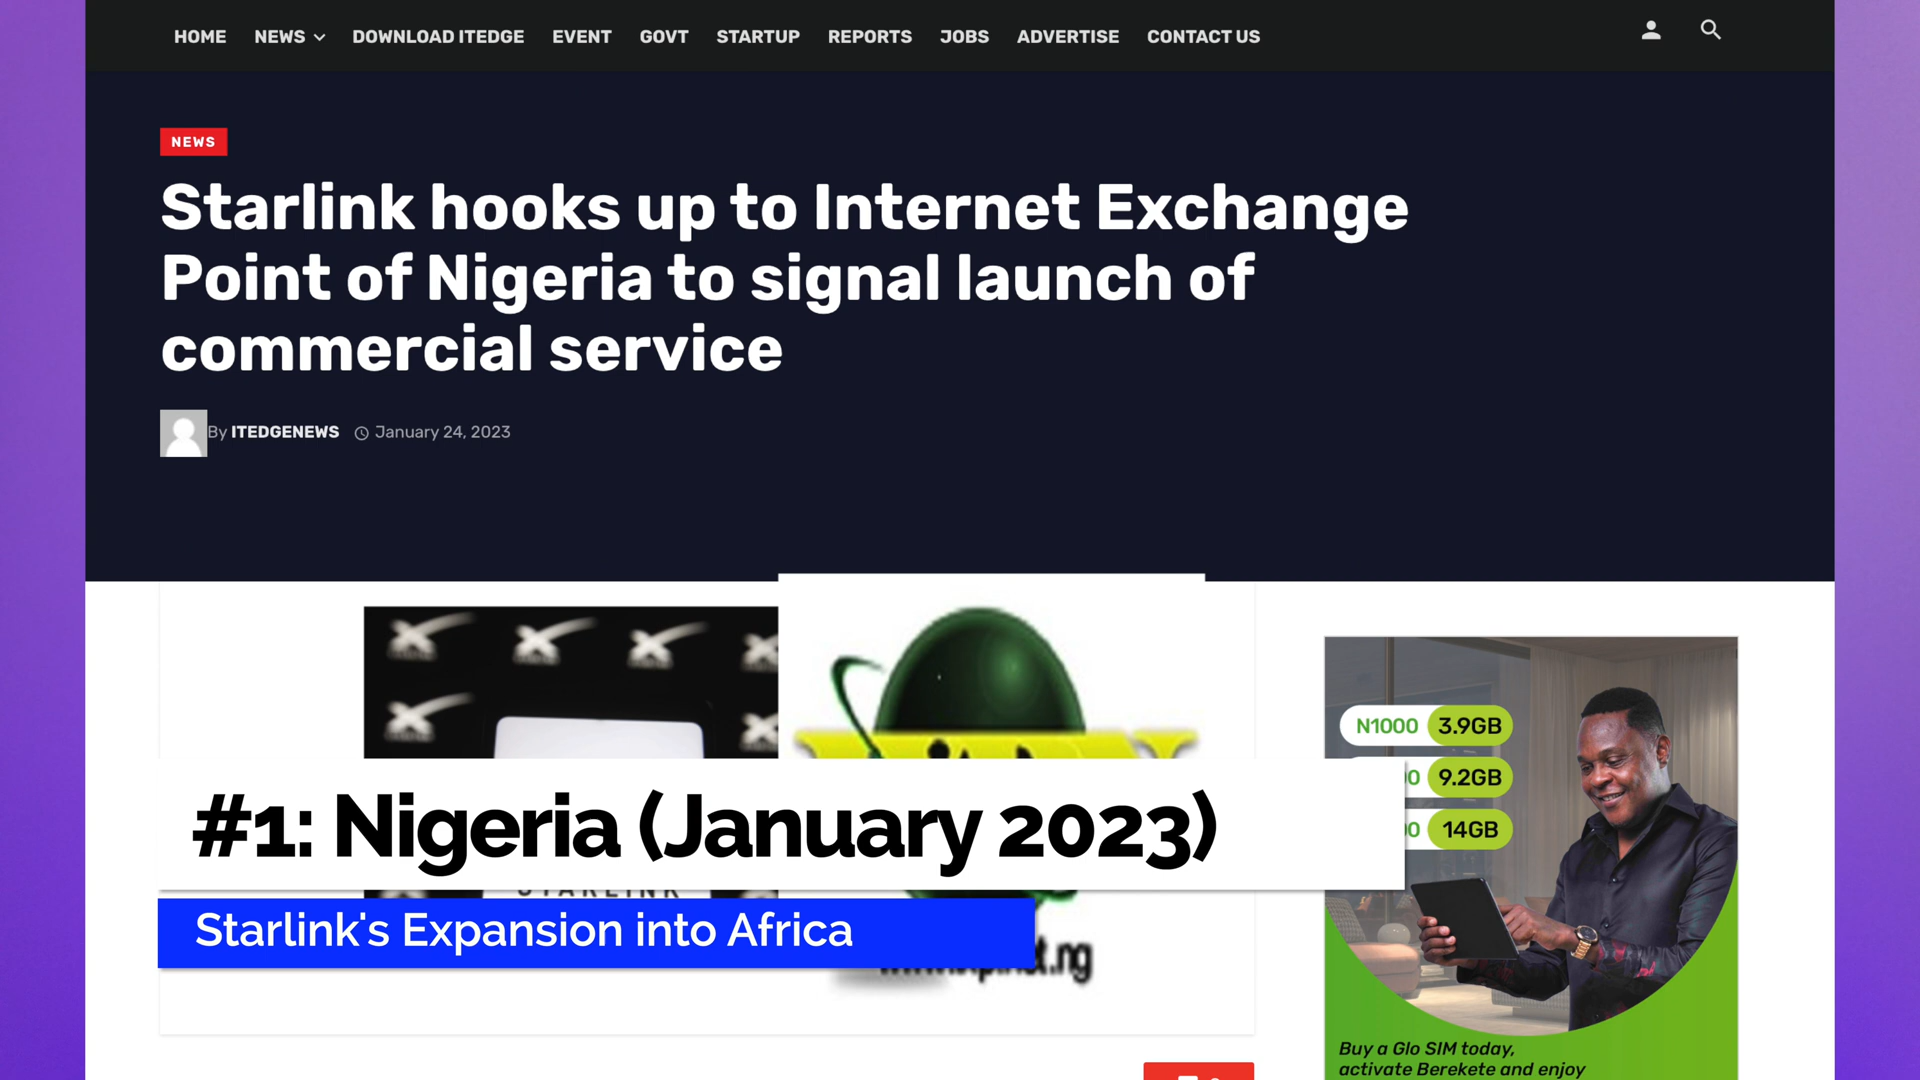 HOME NEWS DOWNLOAD ITEDGE EVENT GOVT STARTUP REPORTS JOBS ADVERTISE CONTACT US
NEWS
Starlink hooks up to Internet Exchange
Point of Nigeria to signal launch of
commercial service
By ITEDGENEWS January 24, 2023
N1000 3.9GB
9.2GB
14GB
#1: Nigeria (January 2023)
STARLINK
Starlink's Expansion into Africa
Buy a Glo SIM today,
activate Berekete and enjoy